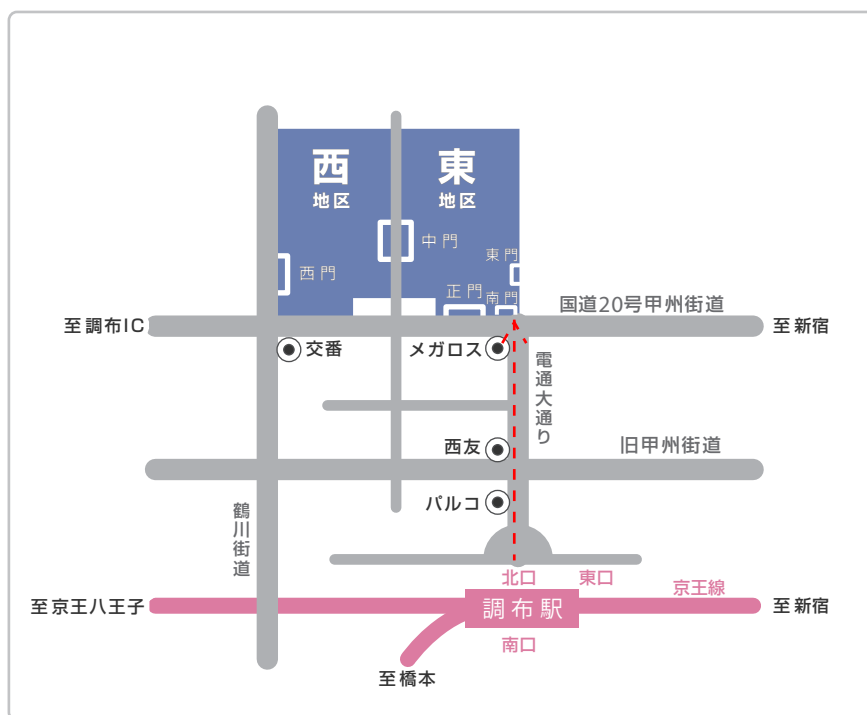 西
地区
東
地区
中門
東門
西門
正門
南門
国道20号甲州街道
至調布IC
至新宿
交番
メガロス
電通大通り
西友
旧甲州街道
パルコ
鶴川街道
北口
東口
京王線
至京王八王子
調布駅
至新宿
南口
至橋本